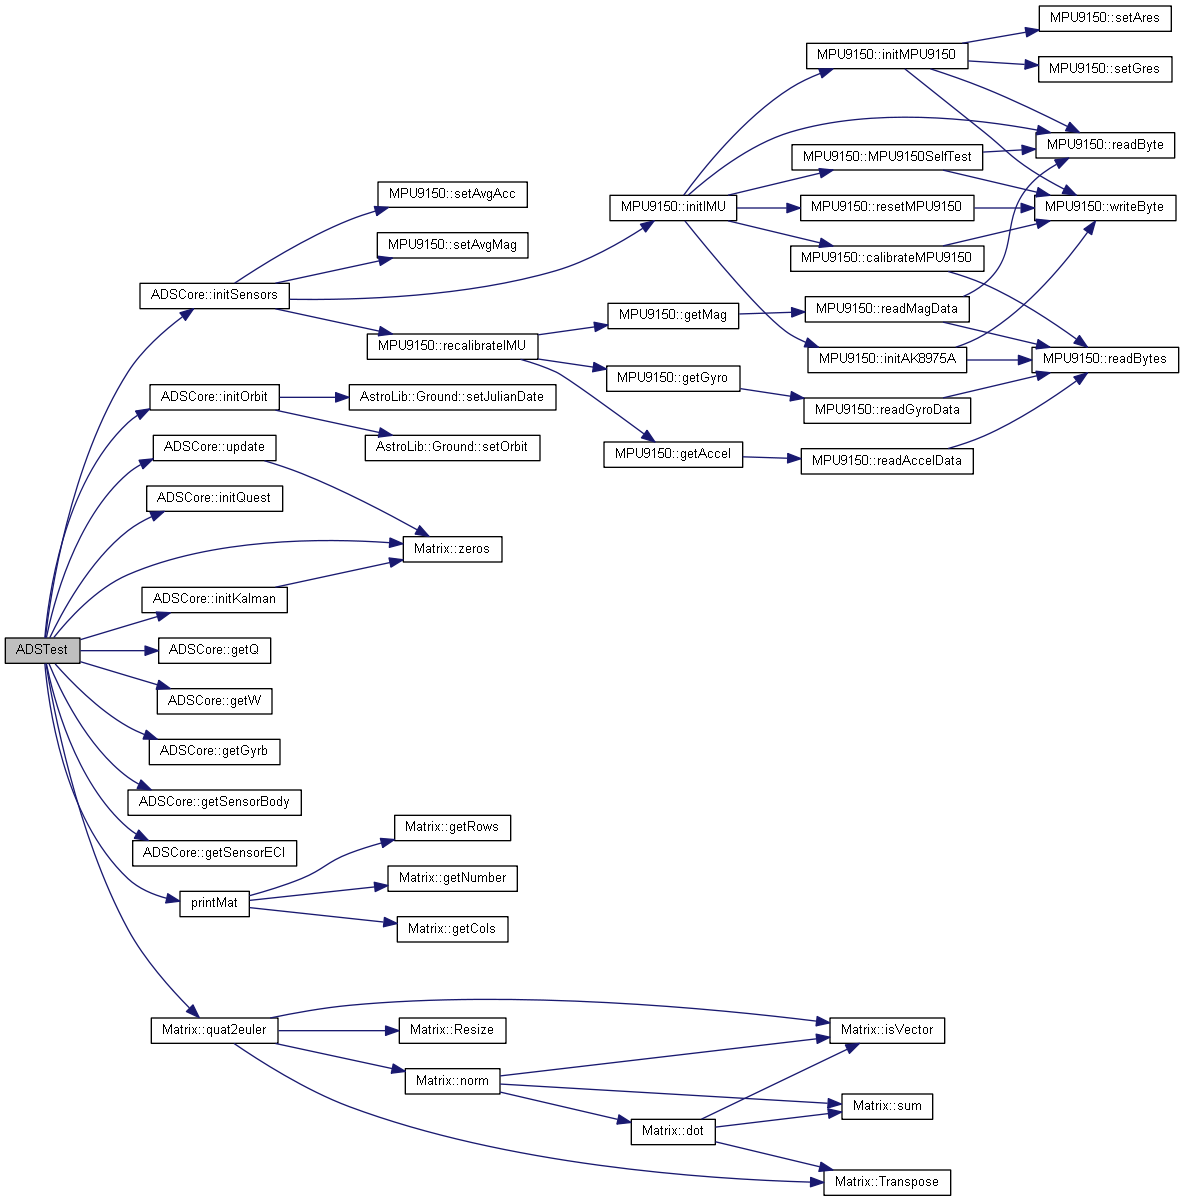 MPU9150::setAres
MPU9150::initMPU9150
MPU9150::setGres
MPU9150::readByte
MPU9150::MPU9150SelfTest
MPU9150::setAvgAcc
MPU9150::initIMU
MPU9150::resetMPU9150
MPU9150::writeByte
MPU9150::setAvgMag
MPU9150::calibrateMPU9150
ADSCore::initSensors
MPU9150::getMag
MPU9150::readMagData
MPU9150::recalibrateIMU
MPU9150::initAK8975A
MPU9150::readBytes
MPU9150::getGyro
ADSCore::initOrbit
AstroLib::Ground::setJulianDate
MPU9150::readGyroData
ADSCore::update
AstroLib::Ground::setOrbit
MPU9150::getAccel
MPU9150::readAccelData
ADSCore::initQuest
Matrix::zeros
ADSCore::initKalman
ADSTest
ADSCore::getQ
ADSCore::getW
ADSCore::getGyrb
ADSCore::getSensorBody
Matrix::getRows
ADSCore::getSensorECI
Matrix::getNumber
printMat
Matrix::getCols
Matrix::quat2euler
Matrix::Resize
Matrix::isVector
Matrix::norm
Matrix::sum
Matrix::dot
Matrix::Transpose